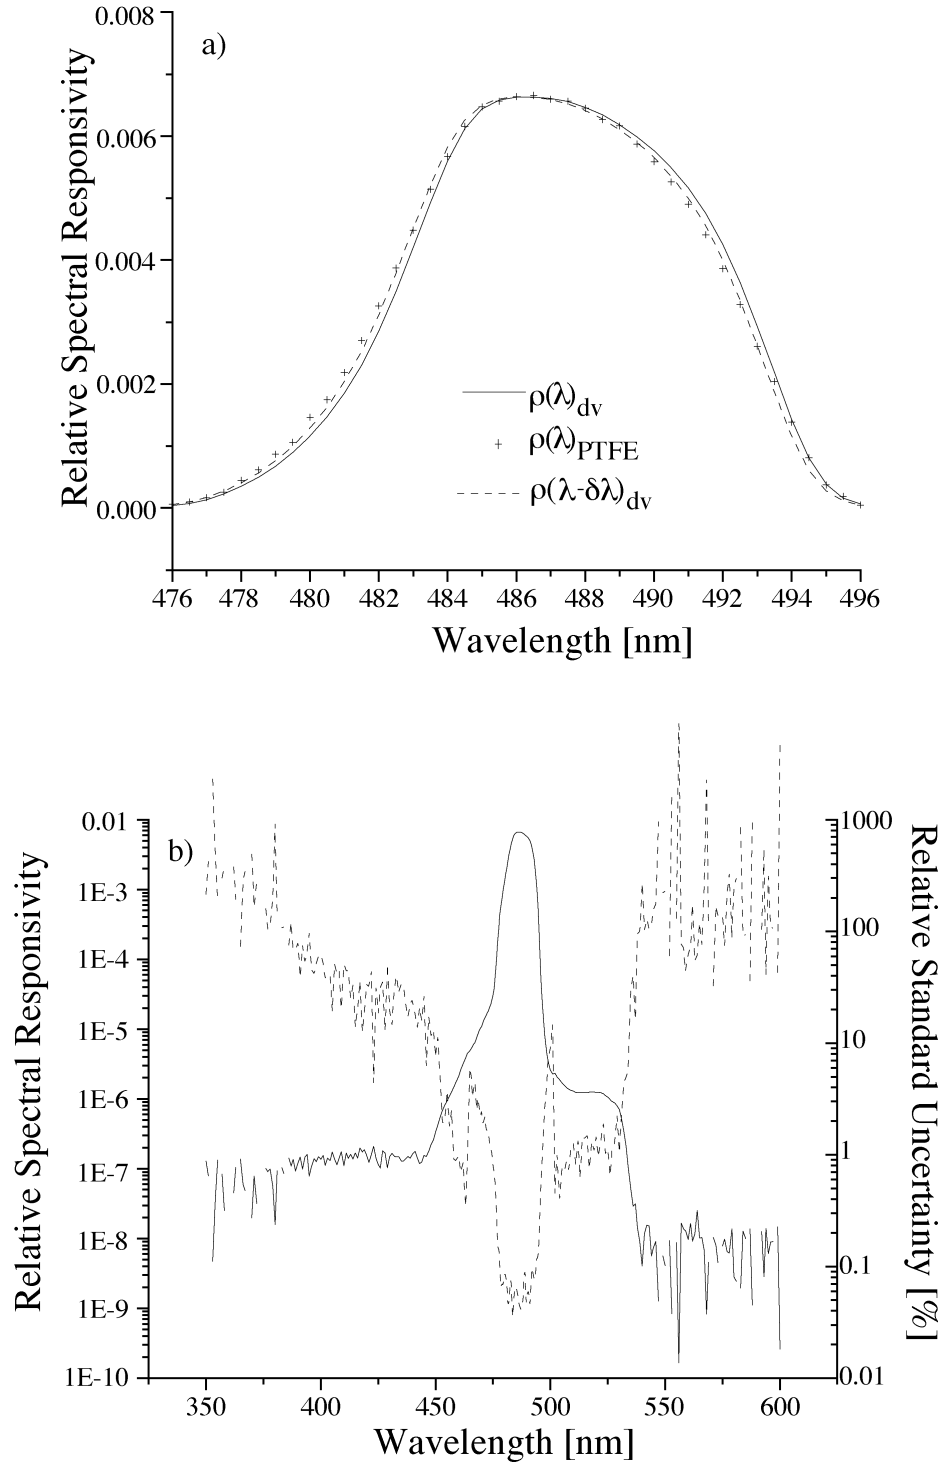 0.008
a)
0.006
0.004
0.002
0.000
Relative Spectral Responsivity
ρ(λ)dv
ρ(λ)PTFE
ρ(λ-δλ)dv
476 478 480 482 484 486 488 490 492 494 496
Wavelength [nm]
b)
0.01
1E-3
1E-4
1E-5
1E-6
1E-7
1E-8
1E-9
1E-10
Relative Spectral Responsivity
1000
100
10
1
0.1
0.01
Relative Standard Uncertainty [%]
350 400 450 500 550 600
Wavelength [nm]